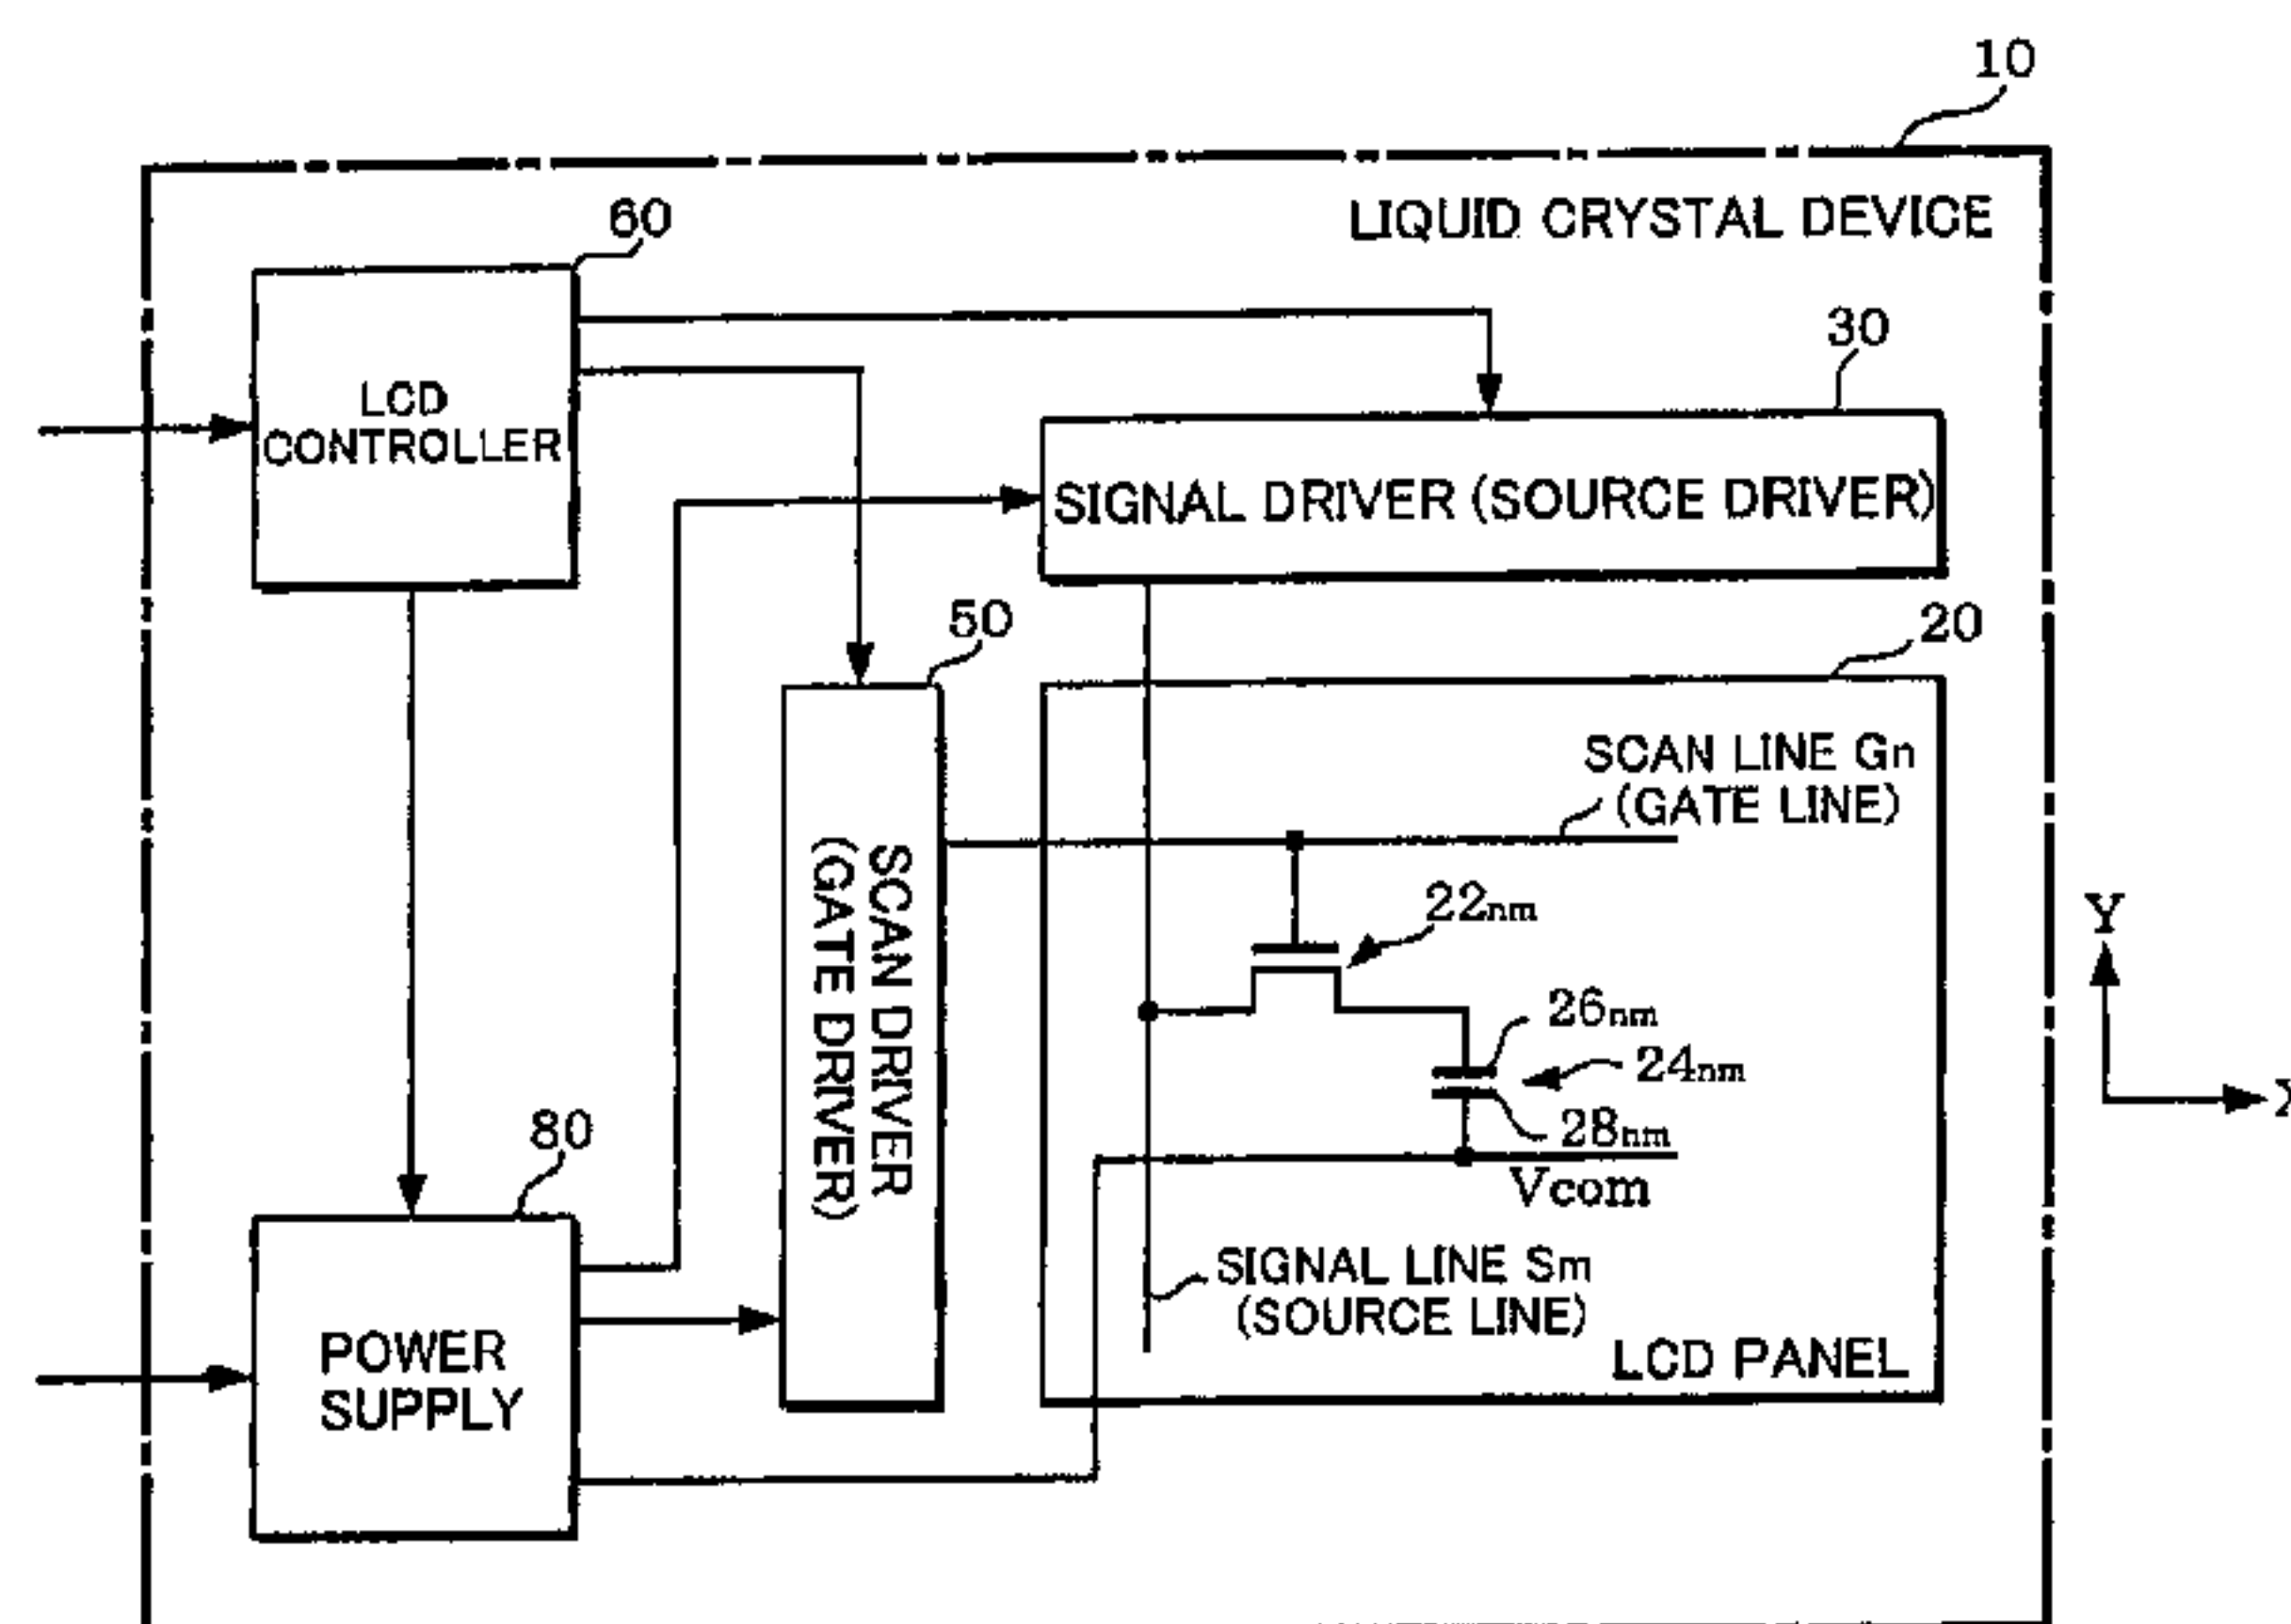 10
LIQUID CRYSTAL DEVICE
60
LCD
CONTROLLER
30
SIGNAL DRIVER (SOURCE DRIVER)
50
20
SCAN LINE Gn
(GATE LINE)
SCAN DRIVER
(GATE DRIVER)
22nm
26nm
24nm
28nm
Vcom
SIGNAL LINE Sm
(SOURCE LINE)
LCD PANEL
80
POWER
SUPPLY
Y
X